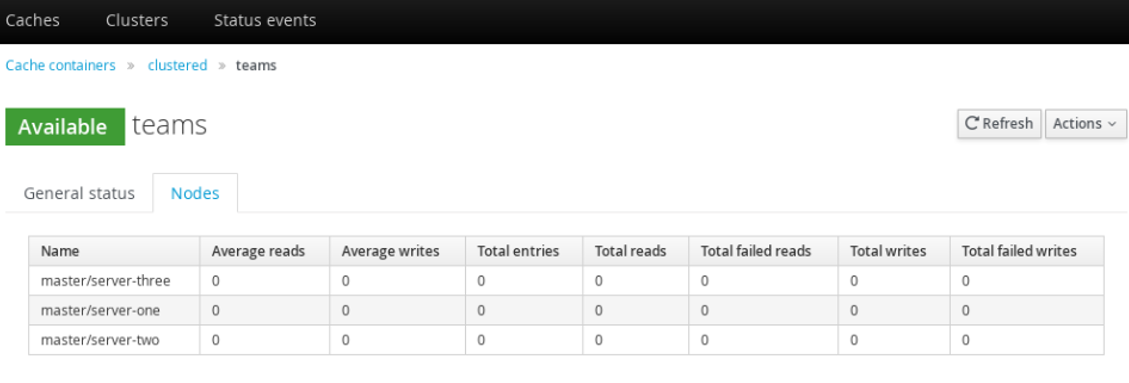 Caches Clusters Status events
Cache containers » clustered » teams
Available teams Refresh Actions
General status Nodes
Name Average reads Average writes Total entries Total reads Total failed reads Total writes Total failed writes
master/server-three 0 0 0 0 0 0 0
master/server-one 0 0 0 0 0 0 0
master/server-two 0 0 0 0 0 0 0